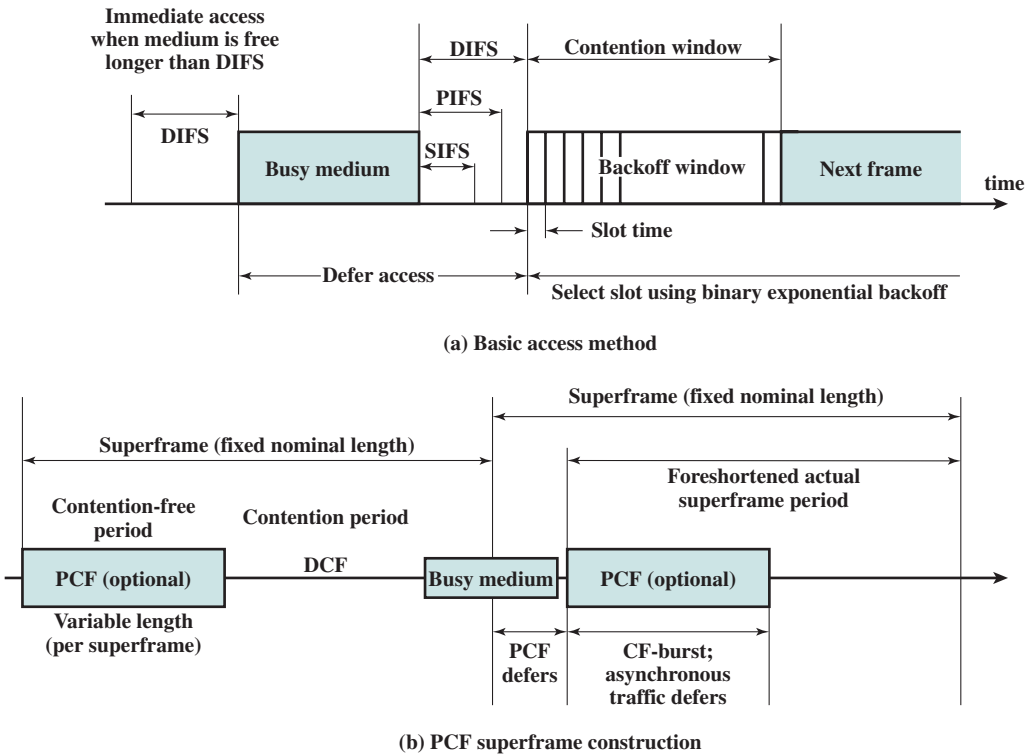 Immediate access
when medium is free
longer than DIFS
DIFS
Contention window
PIFS
DIFS
SIFS
Busy medium
Backoff window
Next frame
time
Slot time
Defer access
Select slot using binary exponential backoff
(a) Basic access method
Superframe (fixed nominal length)
Superframe (fixed nominal length)
Foreshortened actual
superframe period
Contention-free
period
Contention period
PCF (optional)
DCF
Busy medium
PCF (optional)
Variable length
(per superframe)
PCF
defers
CF-burst;
asynchronous
traffic defers
(b) PCF superframe construction